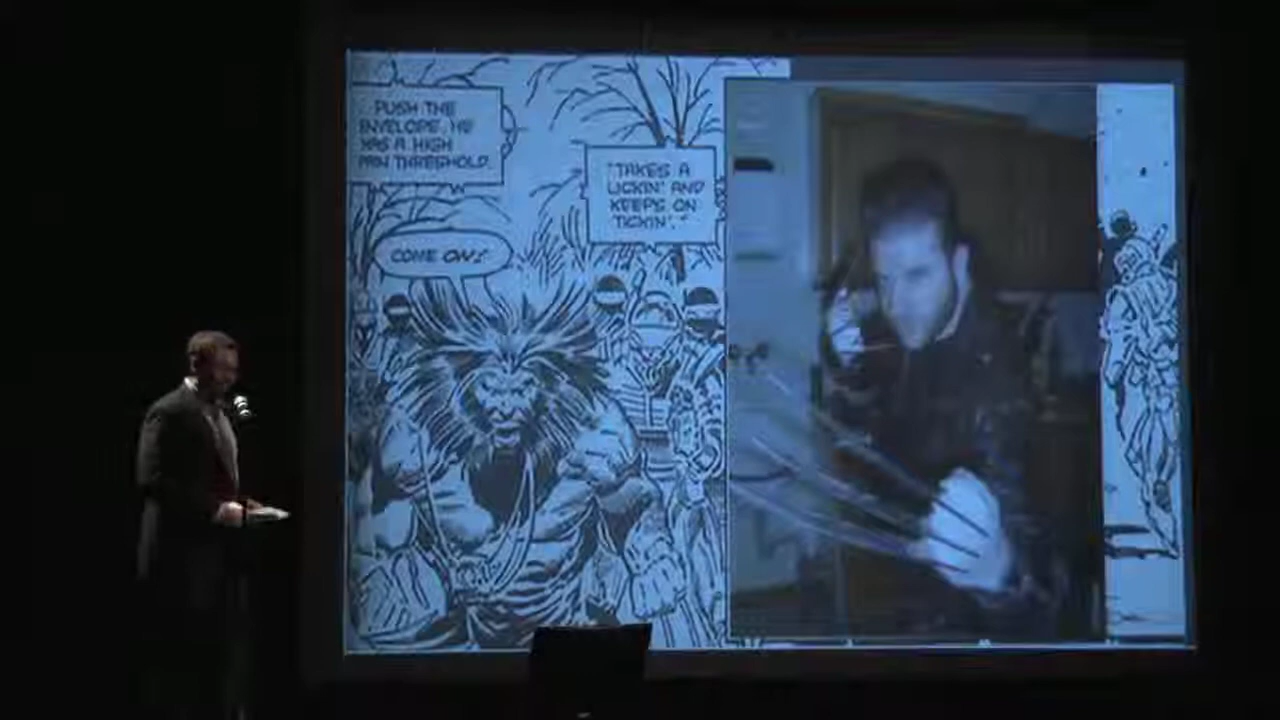 PUSH THE
ENVELOPE. HE
HAS A HIGH
PAIN THRESHOLD.
"TAKES A
LICKIN' AND
KEEPS ON
TICKIN'."
COME ON!